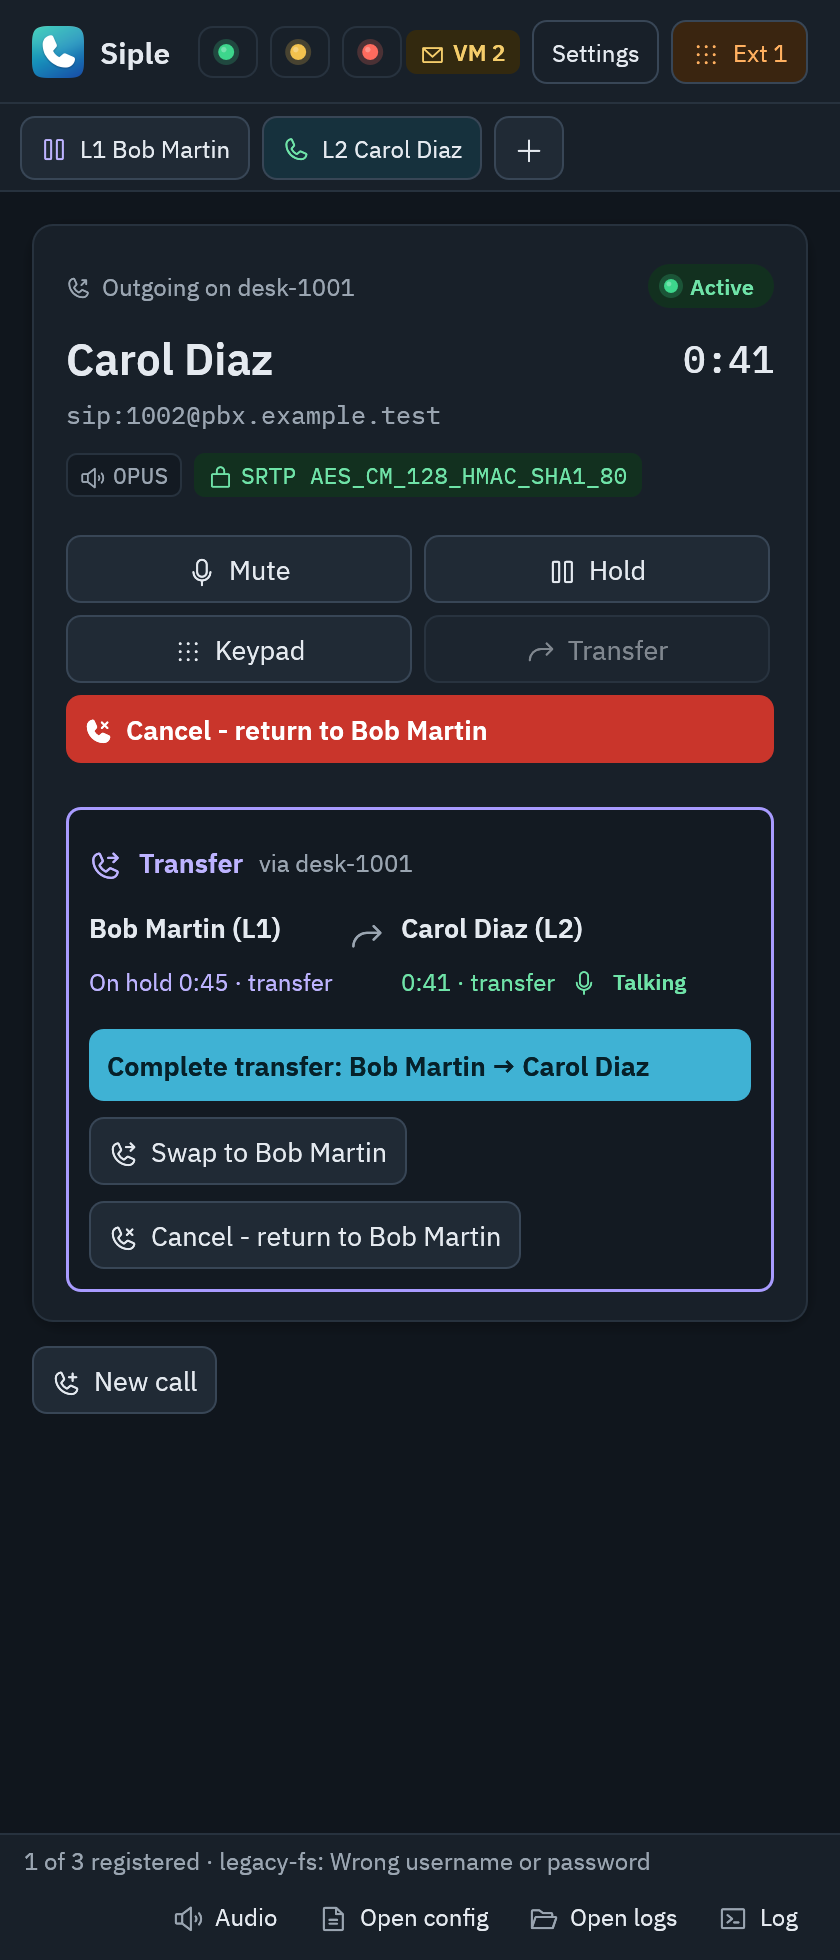 Siple
VM 2
Settings
Ext 1
L1 Bob Martin
L2 Carol Diaz
Outgoing on desk-1001
Active
Carol Diaz
0:41
sip:1002@pbx.example.test
OPUS
SRTP AES_CM_128_HMAC_SHA1_80
Mute
Hold
Keypad
Transfer
Cancel - return to Bob Martin
Transfer via desk-1001
Bob Martin (L1)
Carol Diaz (L2)
On hold 0:45 · transfer
0:41 · transfer
Talking
Complete transfer: Bob Martin → Carol Diaz
Swap to Bob Martin
Cancel - return to Bob Martin
New call
1 of 3 registered · legacy-fs: Wrong username or password
Audio
Open config
Open logs
Log